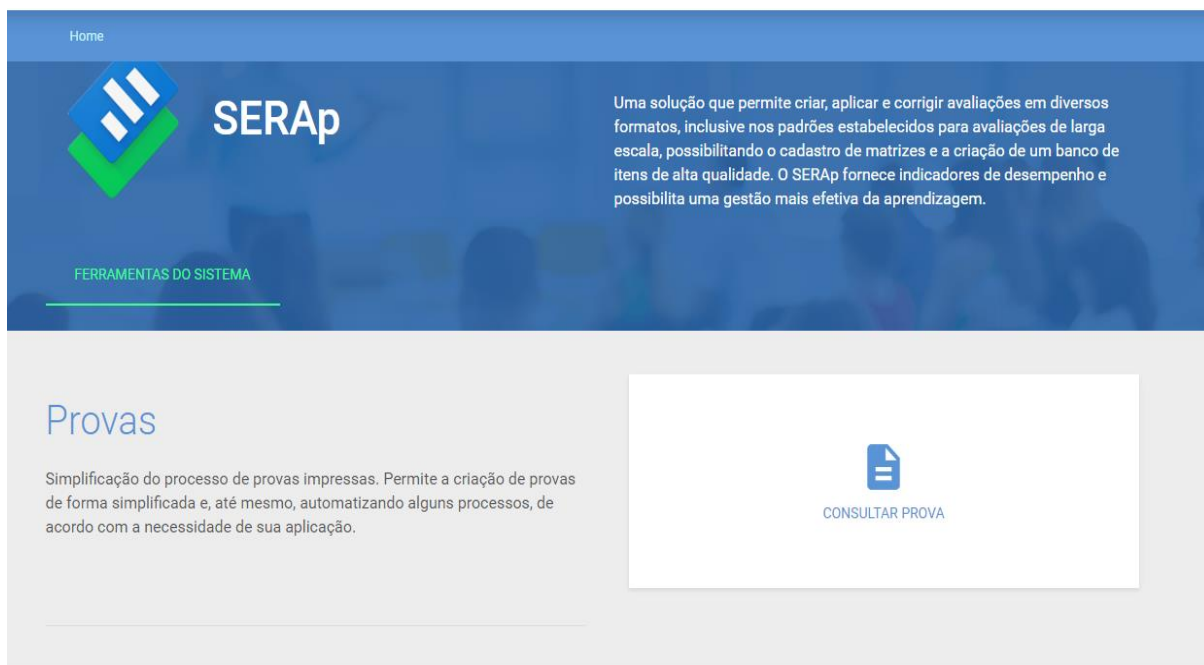 Home
SERAp
Uma solução que permite criar, aplicar e corrigir avaliações em diversos
formatos, inclusive nos padrões estabelecidos para avaliações de larga
escala, possibilitando o cadastro de matrizes e a criação de um banco de
itens de alta qualidade. O SERAp fornece indicadores de desempenho e
possibilita uma gestão mais efetiva da aprendizagem.
FERRAMENTAS DO SISTEMA
Provas
Simplificação do processo de provas impressas. Permite a criação de provas
de forma simplificada e, até mesmo, automatizando alguns processos, de
acordo com a necessidade de sua aplicação.
CONSULTAR PROVA